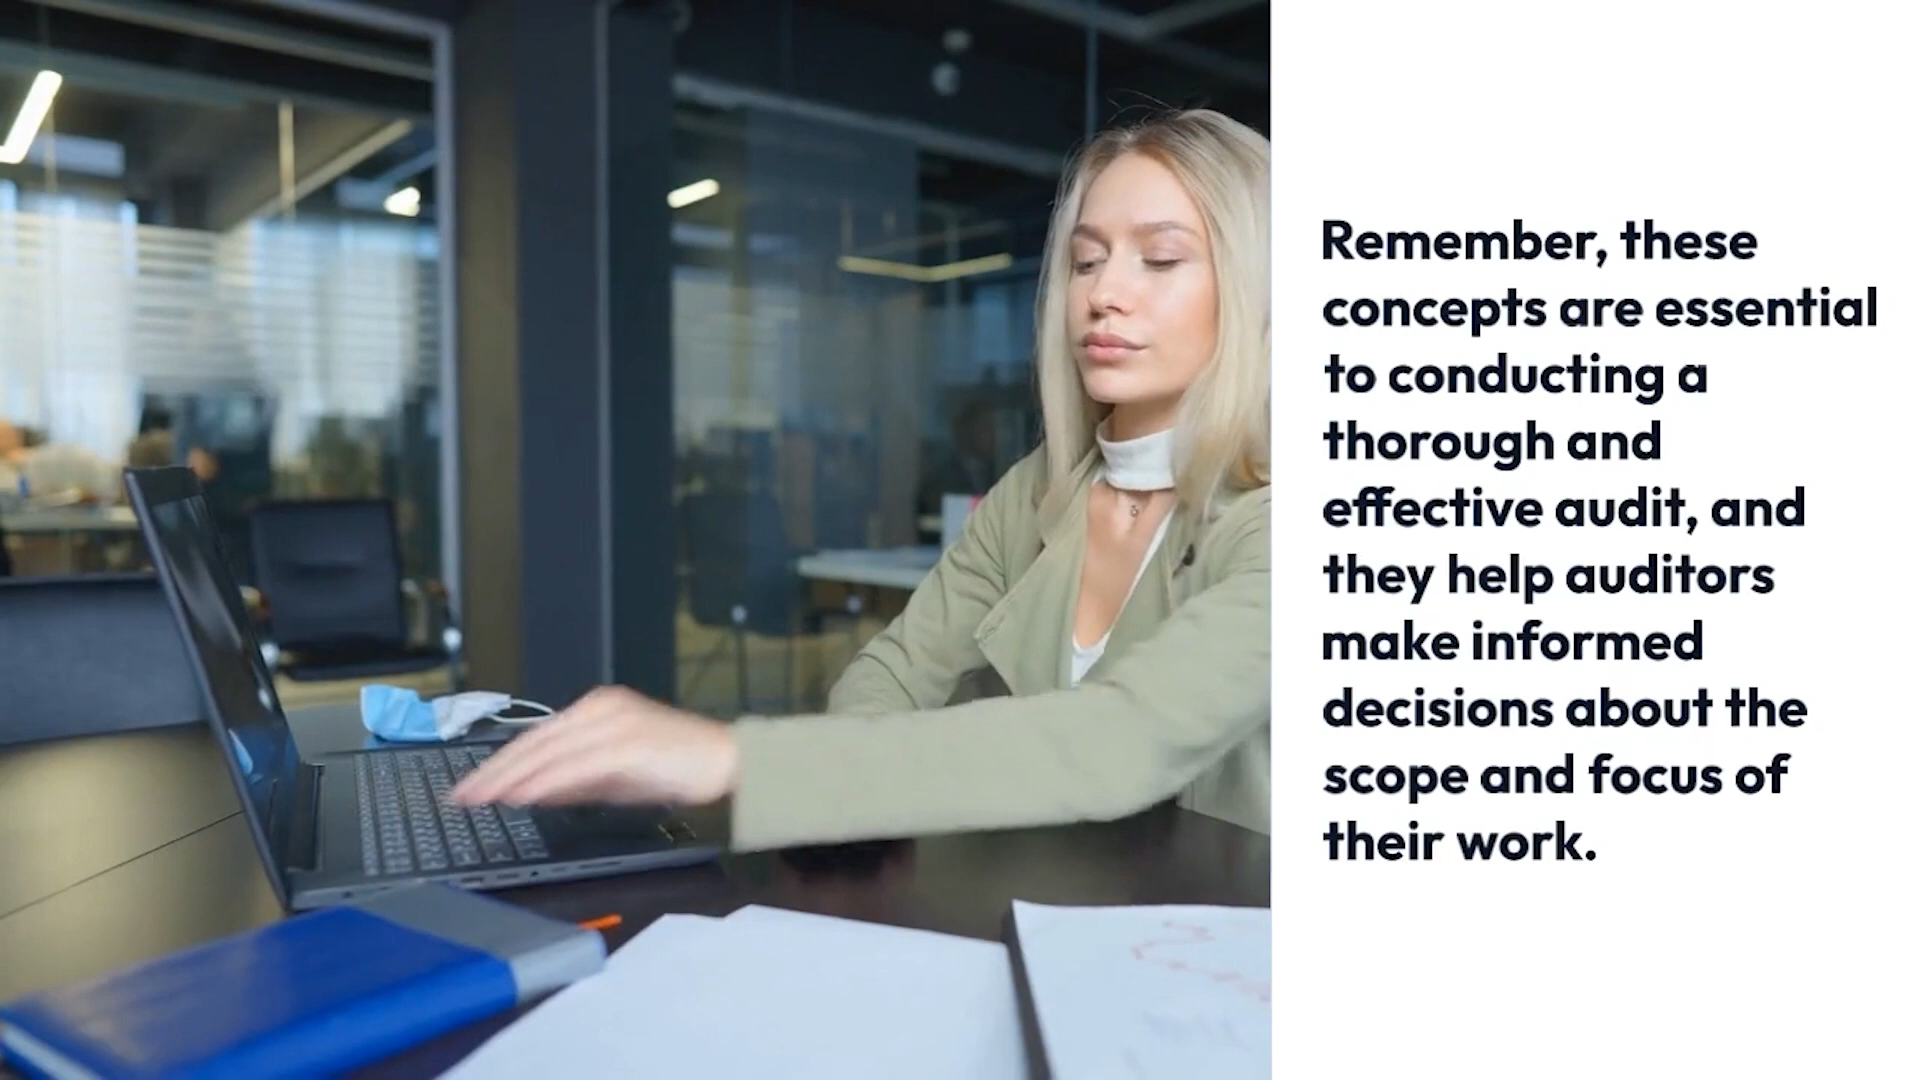 Remember, these
concepts are essential
to conducting a
thorough and
effective audit, and
they help auditors
make informed
decisions about the
scope and focus of
their work.